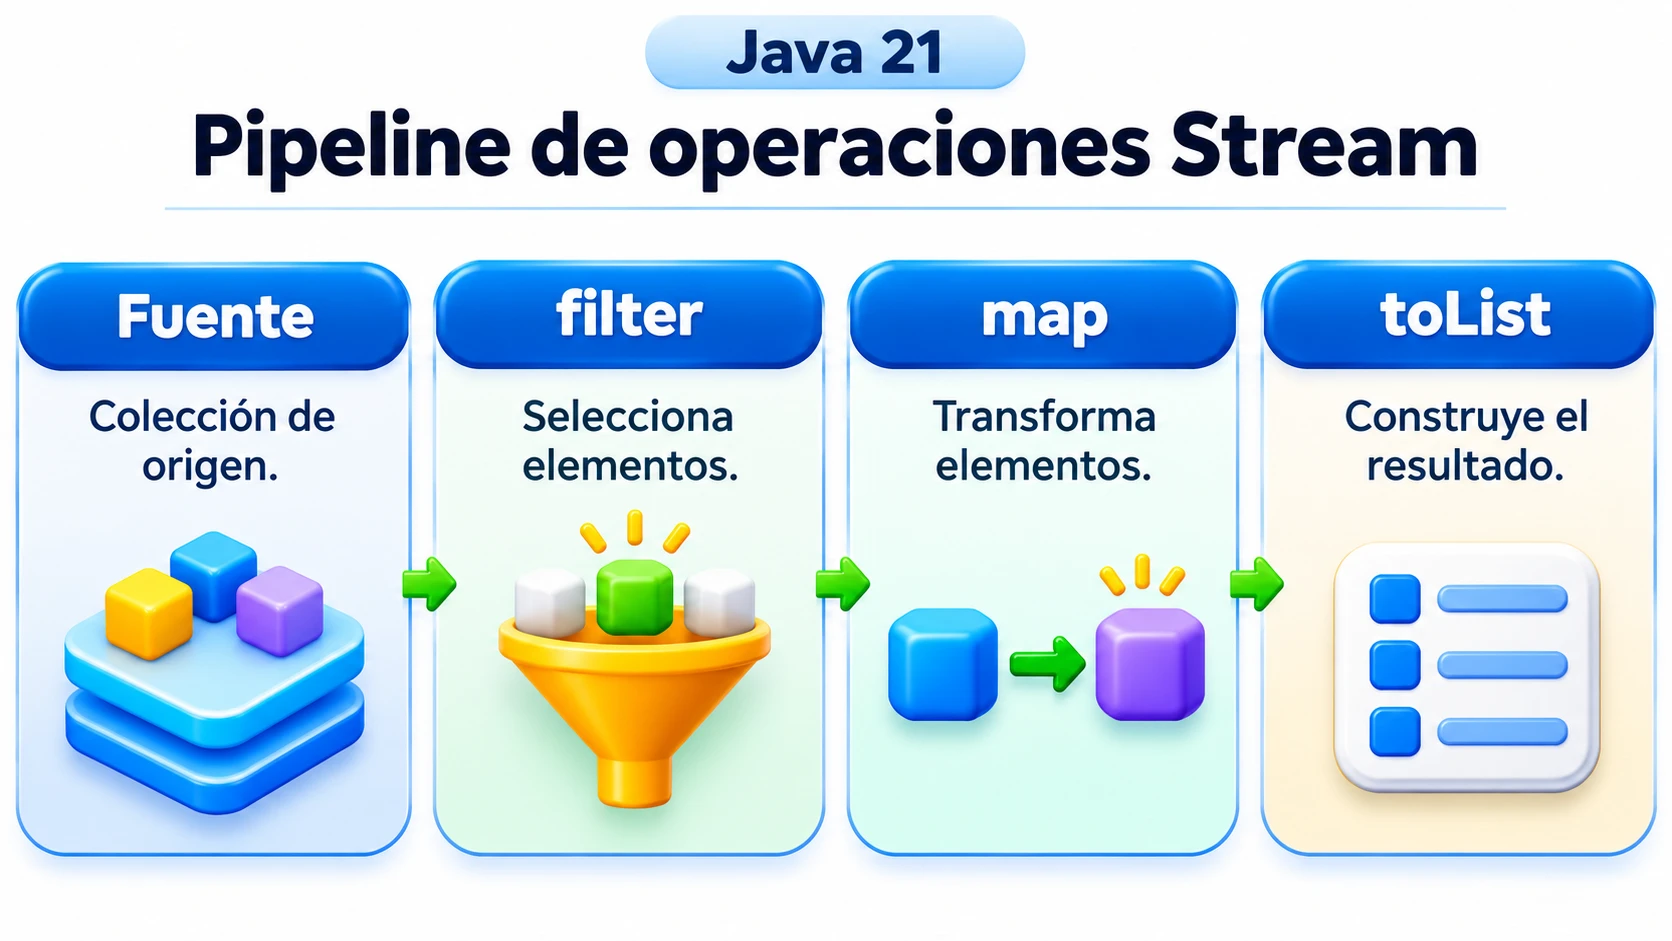 Java 21
Pipeline de operaciones Stream
Fuente
Colección de
origen.
filter
Selecciona
elementos.
map
Transforma
elementos.
toList
Construye el
resultado.